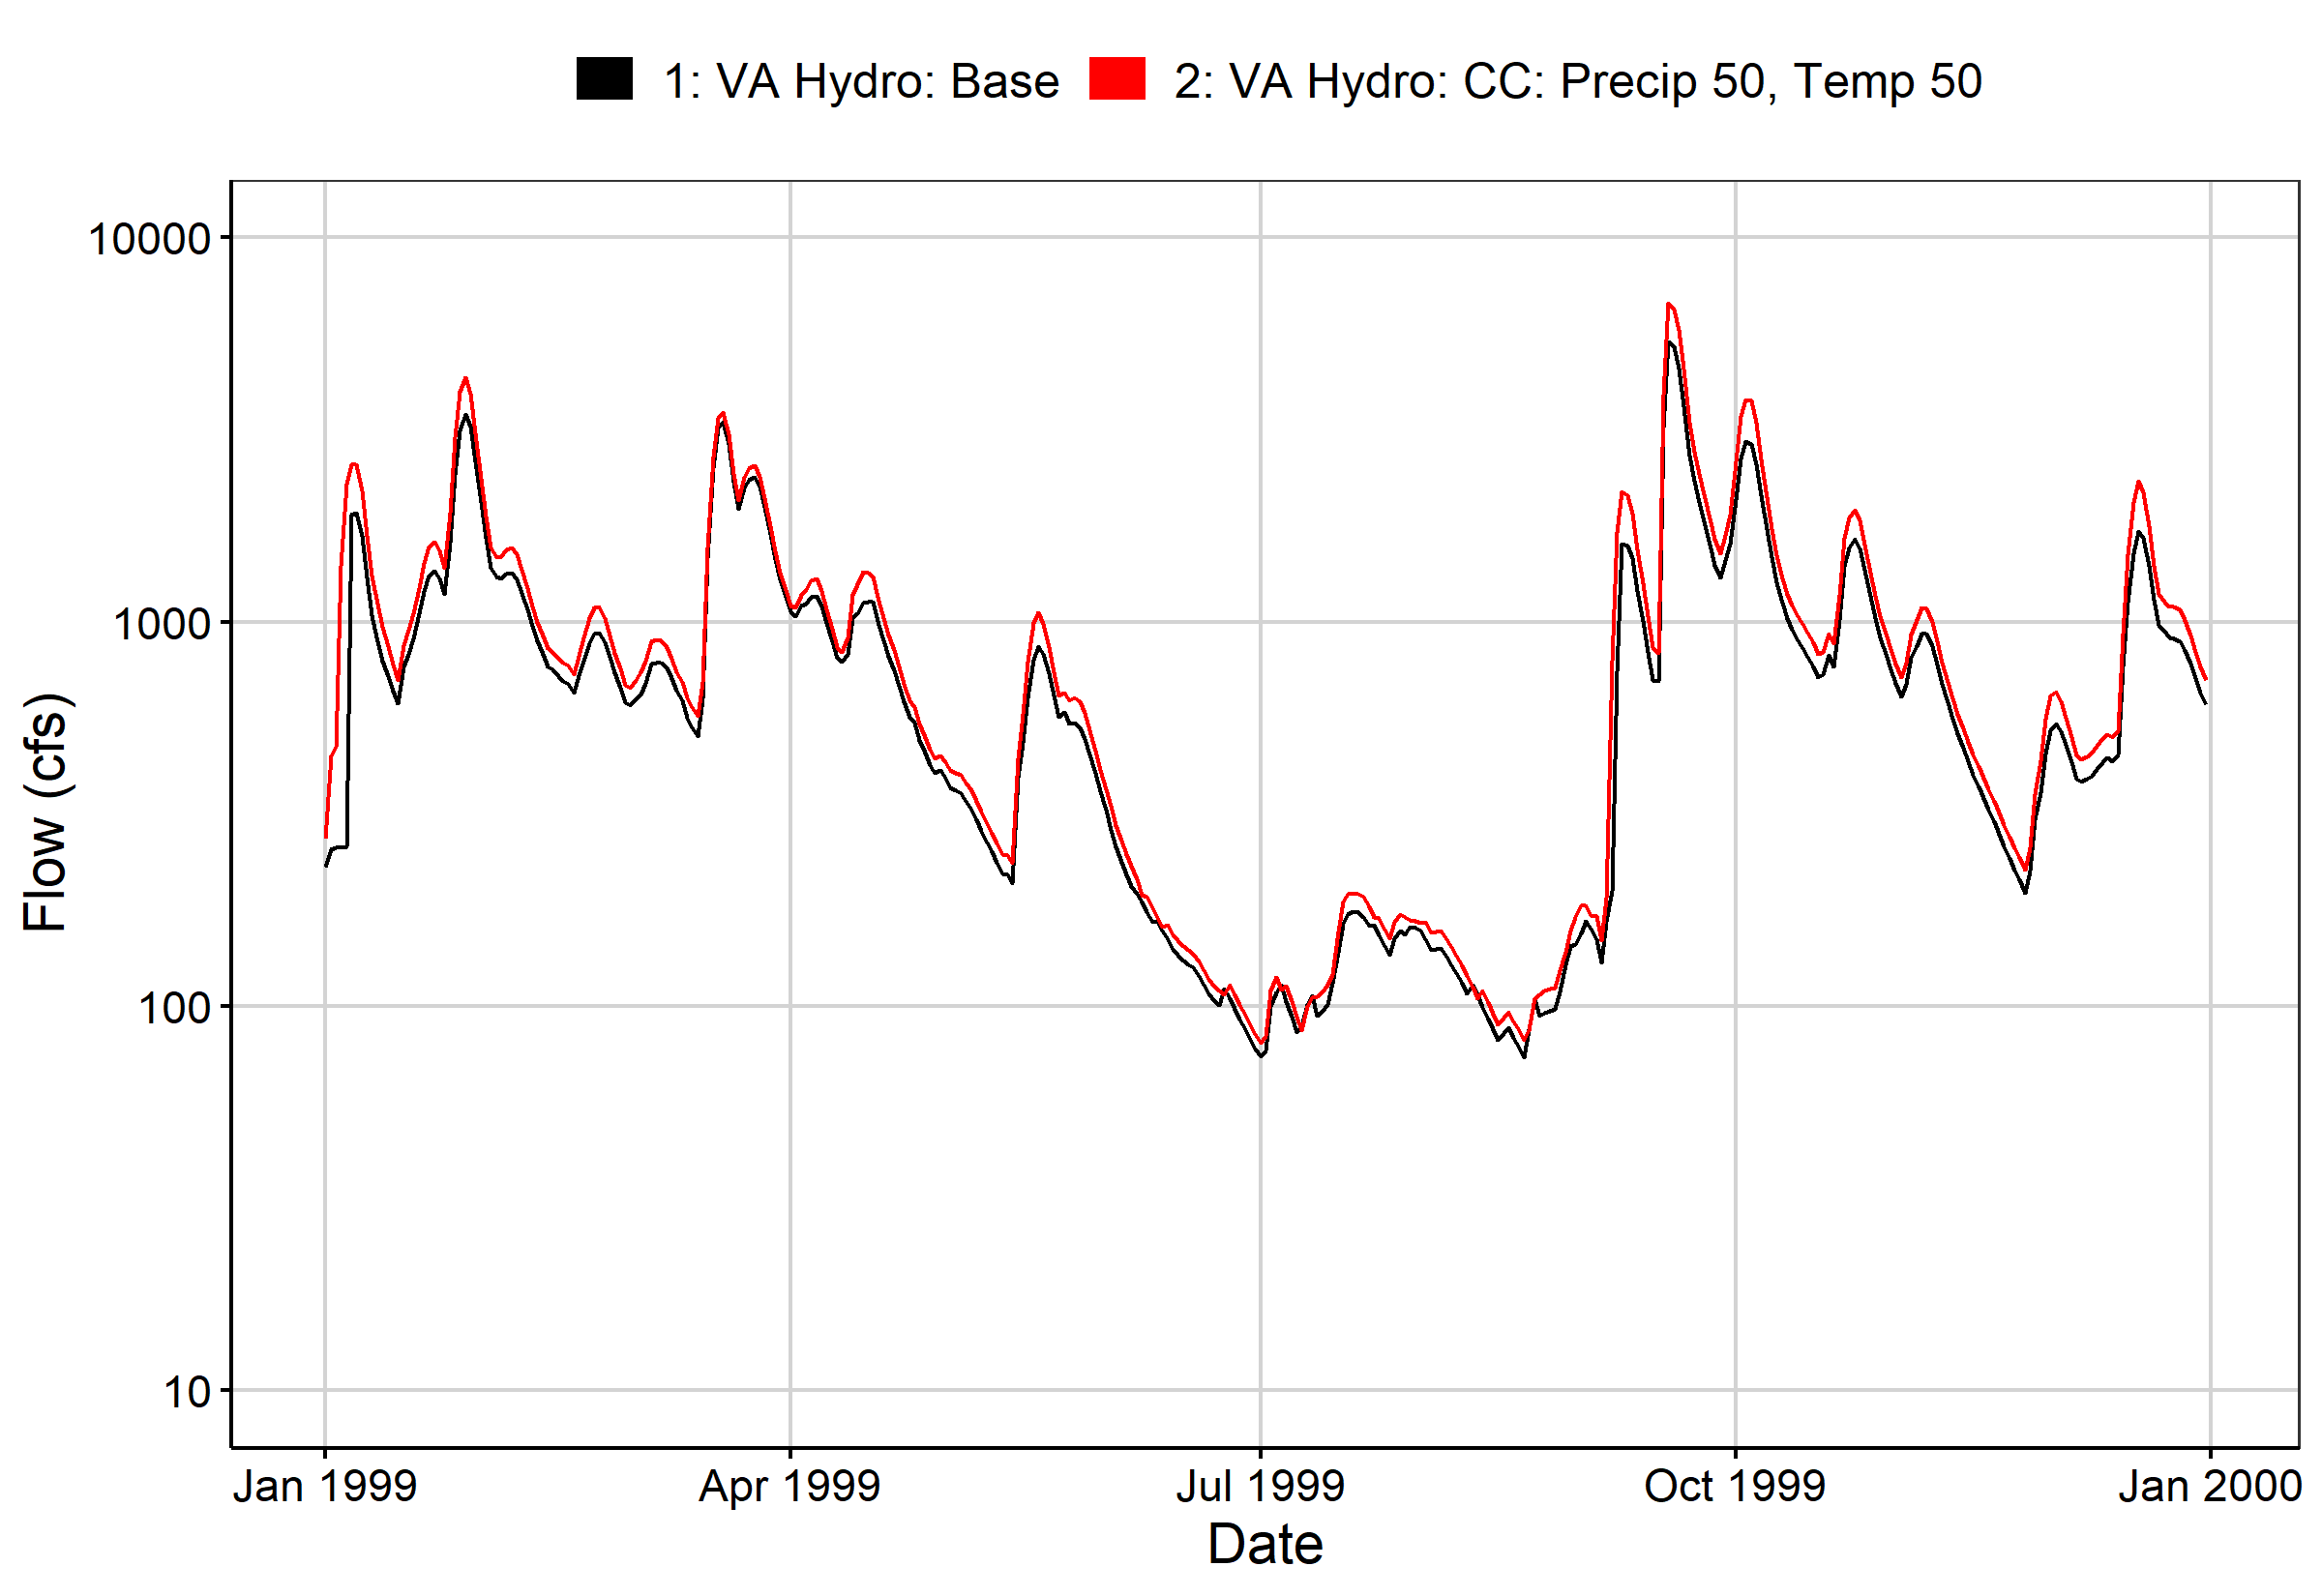 1: VA Hydro: Base 2: VA Hydro: CC: Precip 50, Temp 50
10000
1000
100
10
Flow (cfs)
Jan 1999 Apr 1999 Jul 1999 Oct 1999 Jan 2000
Date